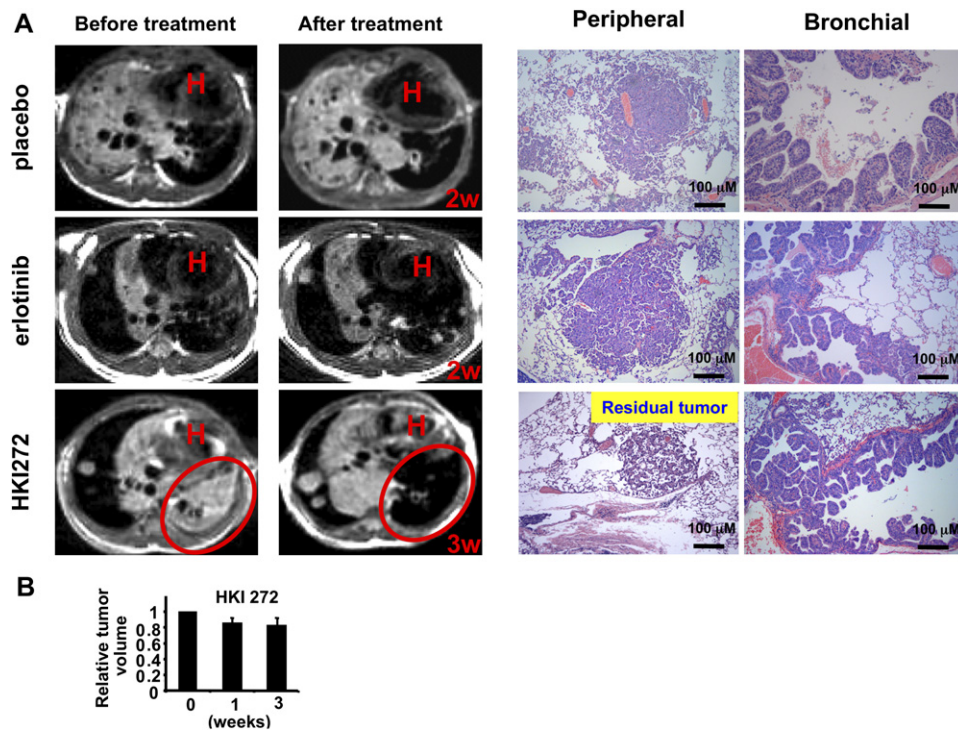 A
Before treatment
After treatment
Peripheral
Bronchial
placebo
H
H
2w
100 µM
100 µM
erlotinib
H
H
2w
100 µM
100 µM
HKI272
H
H
3w
Residual tumor
100 µM
100 µM
B
HKI 272
Relative tumor
volume
1
0.8
0.6
0.4
0.2
0
0 1 3
(weeks)